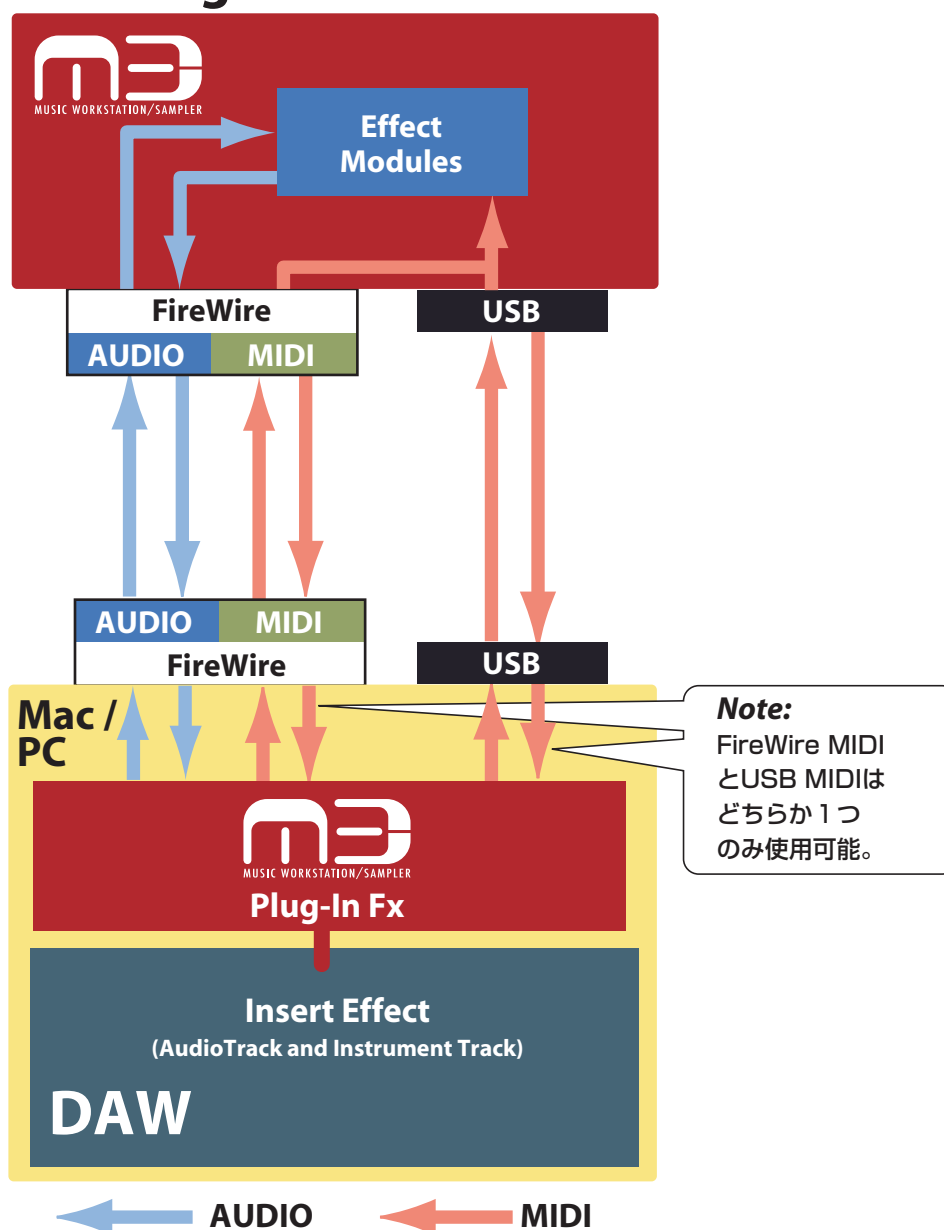 m3
MUSIC WORKSTATION/SAMPLER
Effect
Modules
FireWire
AUDIO MIDI
USB
AUDIO MIDI
FireWire
USB
Mac /
PC
Note:
FireWire MIDI
とUSB MIDIは
どちらか1つ
のみ使用可能。
m3
MUSIC WORKSTATION/SAMPLER
Plug-In Fx
Insert Effect
(AudioTrack and Instrument Track)
DAW
AUDIO MIDI